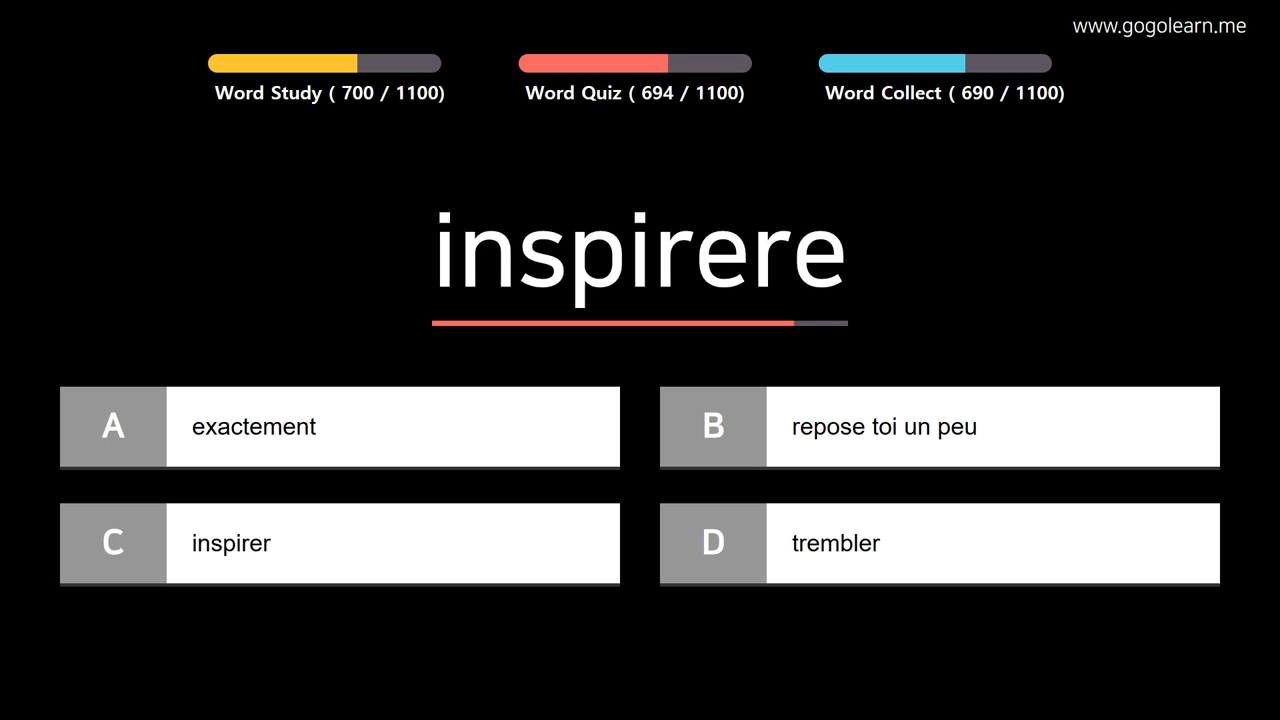 www.gogolearn.me
Word Study ( 700 / 1100)
Word Quiz ( 694 / 1100)
Word Collect ( 690 / 1100)
inspirere
A
exactement
B
repose toi un peu
C
inspirer
D
trembler